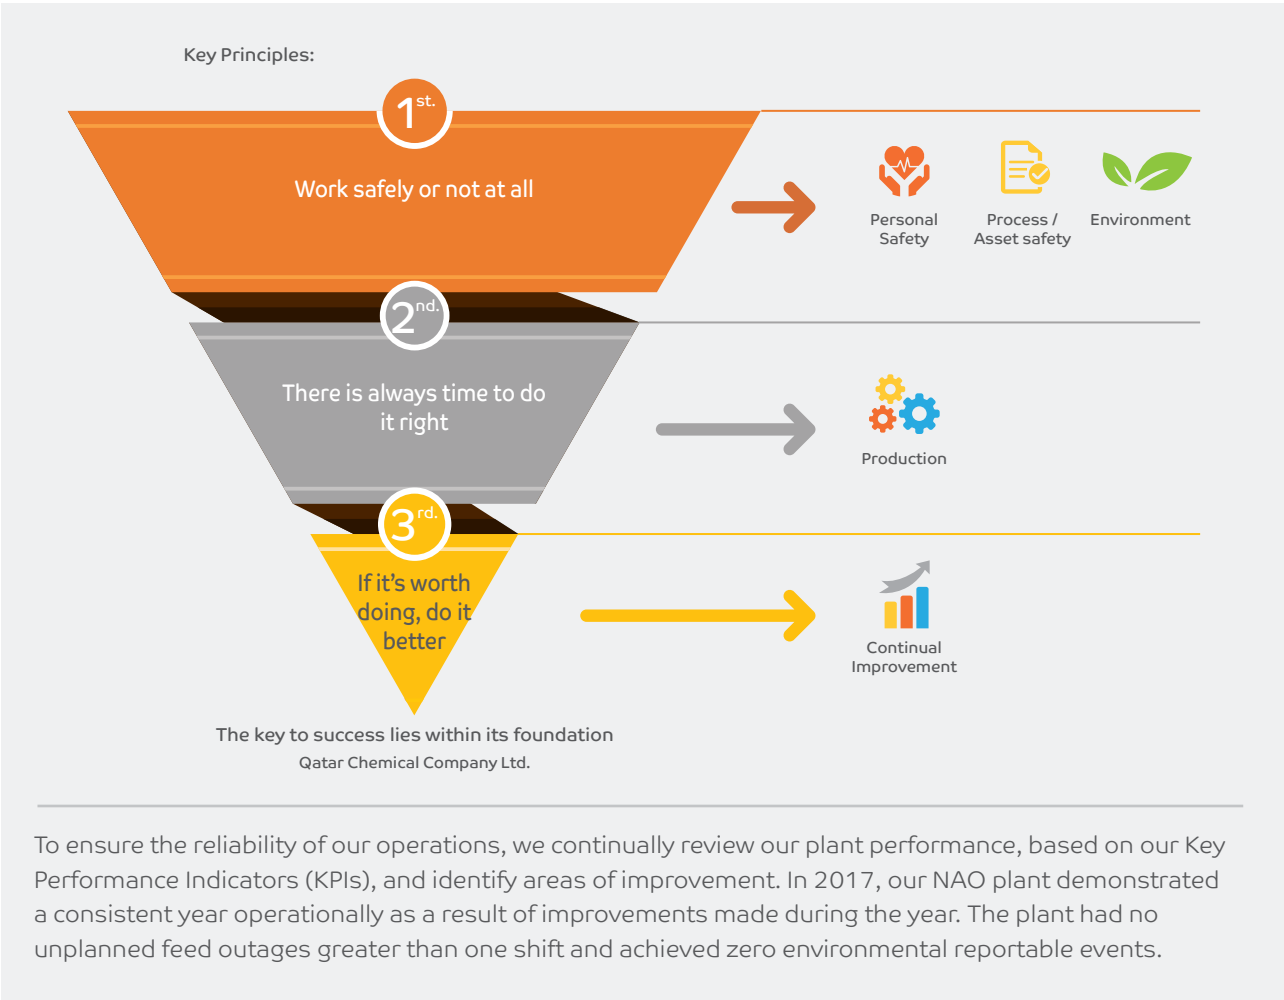 Key Principles:
1st.
Work safely or not at all
Personal
Safety
Process /
Asset safety
Environment
2nd.
There is always time to do
it right
Production
3rd.
If it's worth
doing, do it
better
Continual
Improvement
The key to success lies within its foundation
Qatar Chemical Company Ltd.
To ensure the reliability of our operations, we continually review our plant performance, based on our Key
Performance Indicators (KPIs), and identify areas of improvement. In 2017, our NAO plant demonstrated
a consistent year operationally as a result of improvements made during the year. The plant had no
unplanned feed outages greater than one shift and achieved zero environmental reportable events.